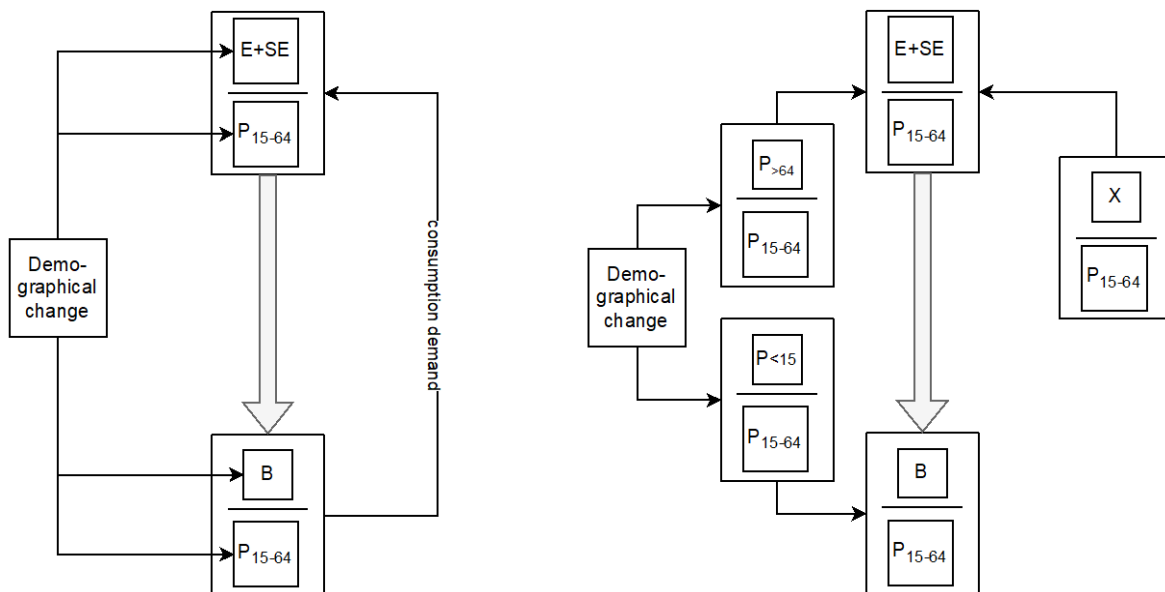 E+SE
P15-64
Demo-
graphical
change
consumption demand
B
P15-64
E+SE
P15-64
P>64
P15-64
X
P15-64
Demo-
graphical
change
P<15
P15-64
B
P15-64